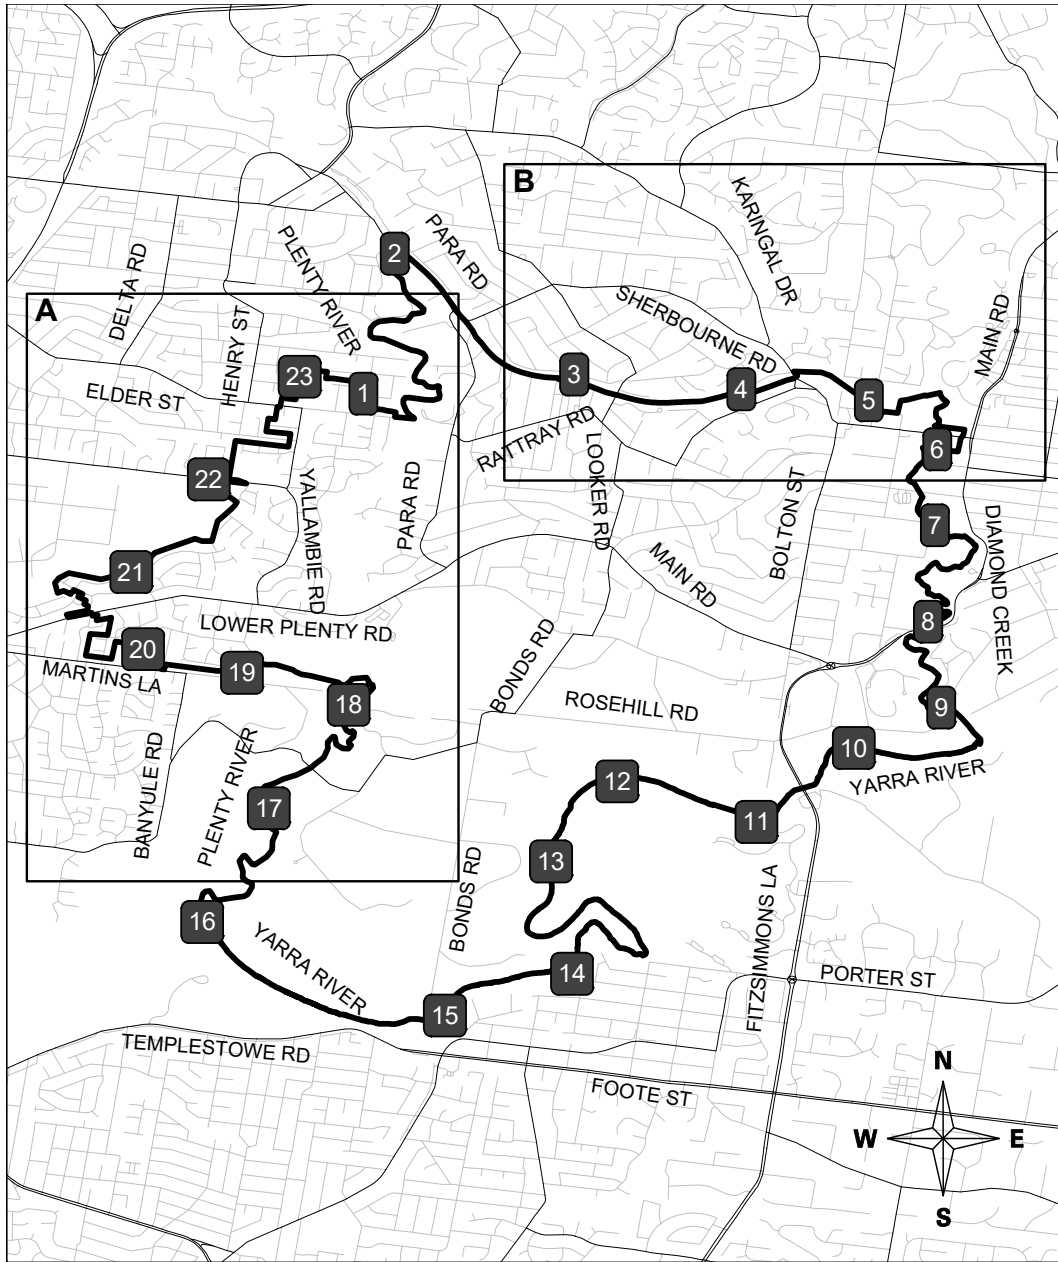 B
KARINGAL DR
PARA RD
2
PLENTY RIVER
DELTA RD
A
SHERBOURNE RD
MAIN RD
HENRY ST
23
1
3
4
5
ELDER ST
RATTRAY RD
6
22
LOOKER RD
PARA RD
YALLAMBIE RD
BOLTON ST
7
DIAMOND CREEK
21
MAIN RD
LOWER PLENTY RD
8
20
19
BONDS RD
MARTINS LA
18
ROSEHILL RD
9
10
YARRA RIVER
BANYULE RD
PLENTY RIVER
12
17
11
13
BONDS RD
16
YARRA RIVER
FITZSIMMONS LA
14
PORTER ST
15
TEMPLESTOWE RD
FOOTE ST
N
W
E
S